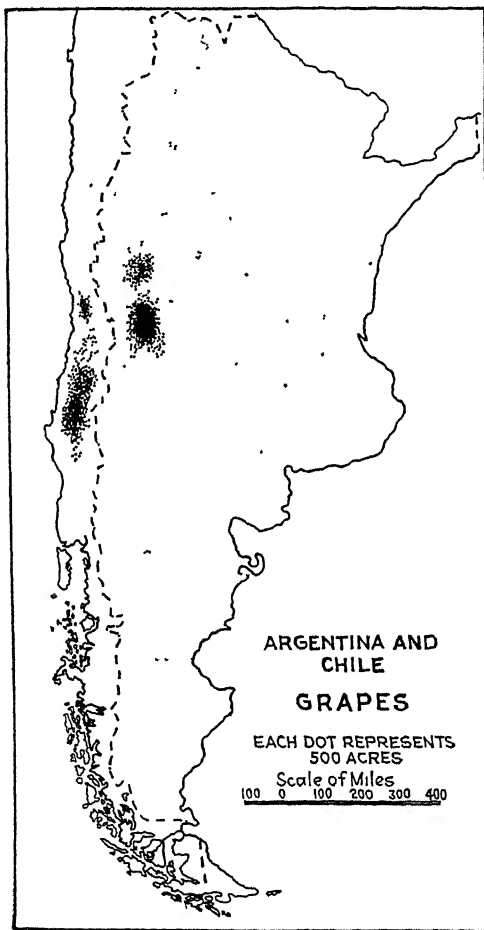 ARGENTINA AND
CHILE
GRAPES
EACH DOT REPRESENTS
500 ACRES
Scale of Miles
100 0 100 200 300 400